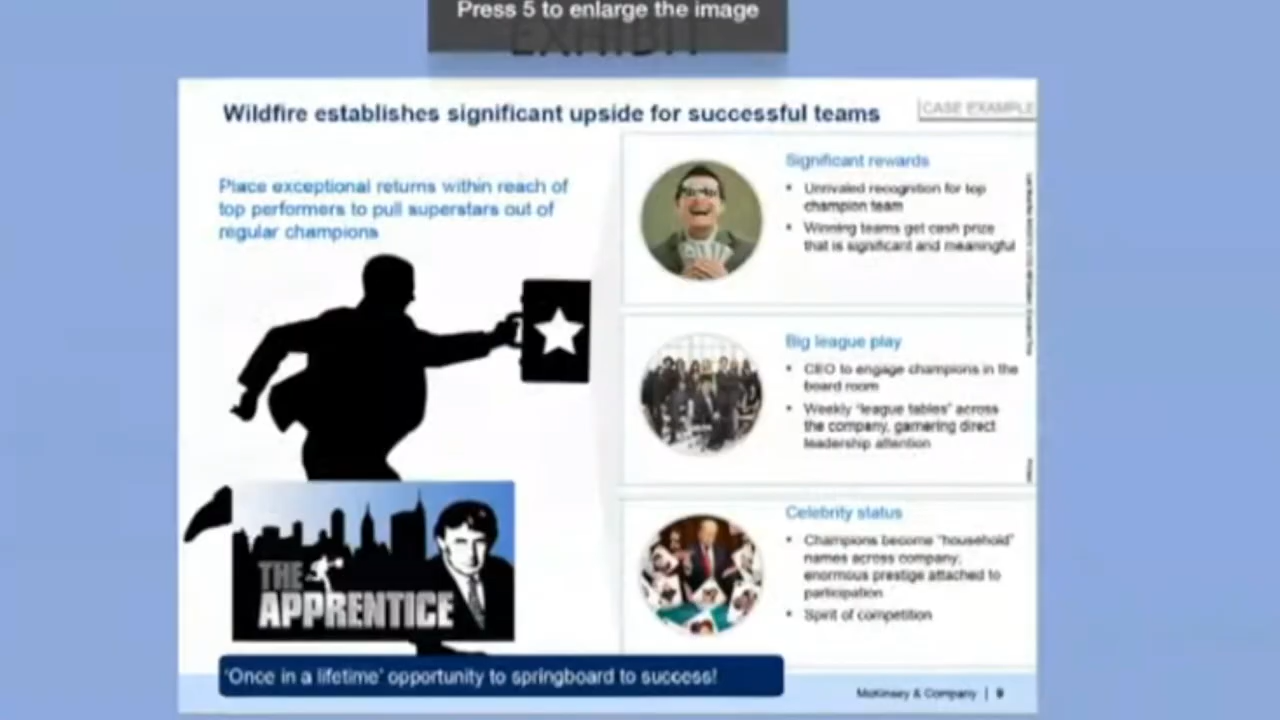 Press 5 to enlarge the image
EXHIBIT
Wildfire establishes significant upside for successful teams
CASE EXAMPLE
Place exceptional returns within reach of
top performers to pull superstars out of
regular champions
THE
APPRENTICE
'Once in a lifetime' opportunity to springboard to success!
Significant rewards
• Unrivaled recognition for top
champion team
• Winning teams get cash prize
that is significant and meaningful
Big league play
• CEO to engage champions in the
board room
• Weekly "league tables" across
the company, garnering direct
leadership attention
Celebrity status
• Champions become "household"
names across company;
enormous prestige attached to
participation
• Spirit of competition
McKinsey & Company | 9